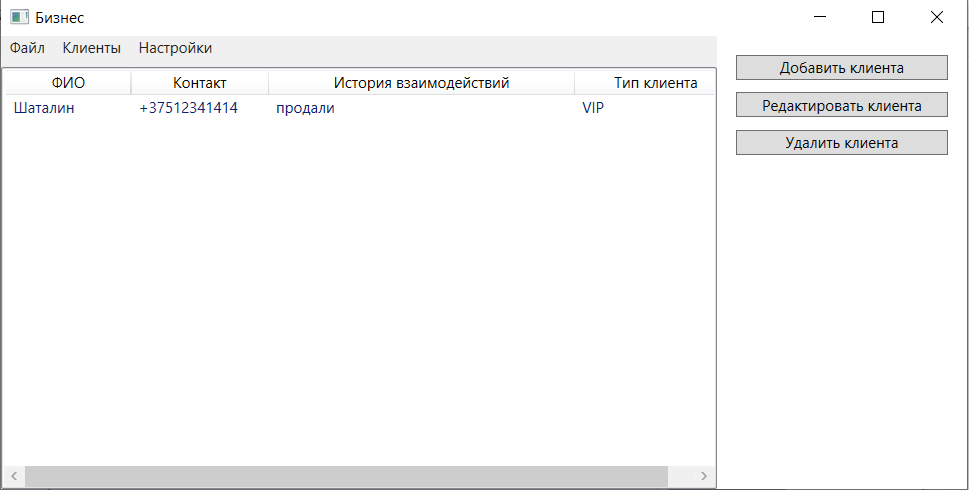 Бизнес
Файл Клиенты Настройки
ФИО Контакт История взаимодействий Тип клиента
Шаталин +37512341414 продали VIP
Добавить клиента
Редактировать клиента
Удалить клиента